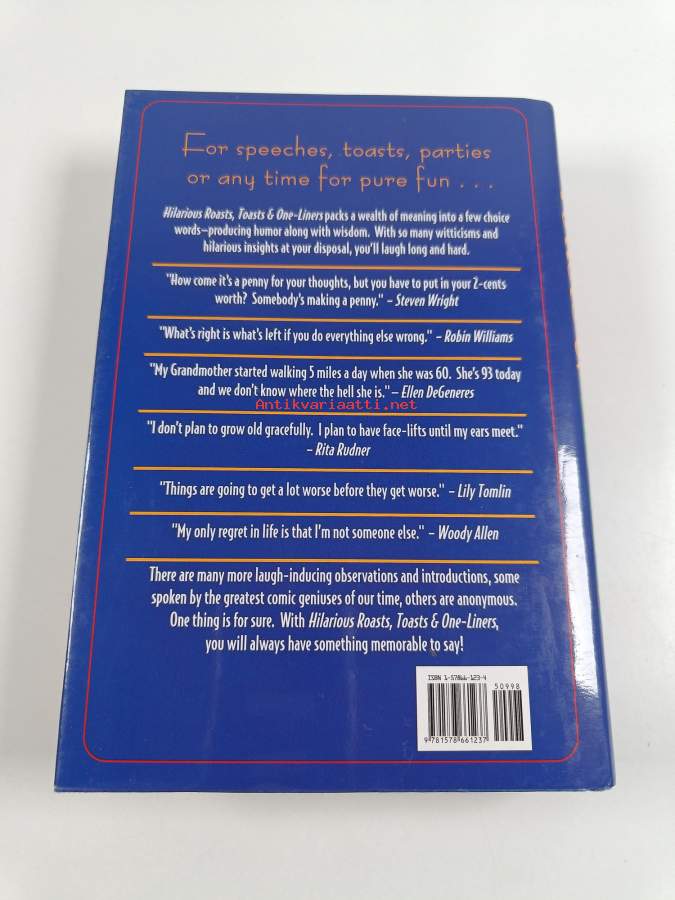 For speeches, toasts, parties
or any time for pure fun . . .
Hilarious Roasts, Toasts & One-Liners packs a wealth of meaning into a few choice
words–producing humor along with wisdom. With so many witticisms and
hilarious insights at your disposal, you'll laugh long and hard.
"How come it's a penny for your thoughts, but you have to put in your 2-cents
worth? Somebody's making a penny." – Steven Wright
"What's right is what's left if you do everything else wrong." – Robin Williams
"My Grandmother started walking 5 miles a day when she was 60. She's 93 today
and we don't know where the hell she is." – Ellen DeGeneres
Antikvariaatti.net
"I don't plan to grow old gracefully. I plan to have face-lifts until my ears meet."
– Rita Rudner
"Things are going to get a lot worse before they get worse." – Lily Tomlin
"My only regret in life is that I'm not someone else." – Woody Allen
There are many more laugh-inducing observations and introductions, some
spoken by the greatest comic geniuses of our time, others are anonymous.
One thing is for sure. With Hilarious Roasts, Toasts & One-Liners,
you will always have something memorable to say!
ISBN 1-57866-123-4
50998
9 781578 661237